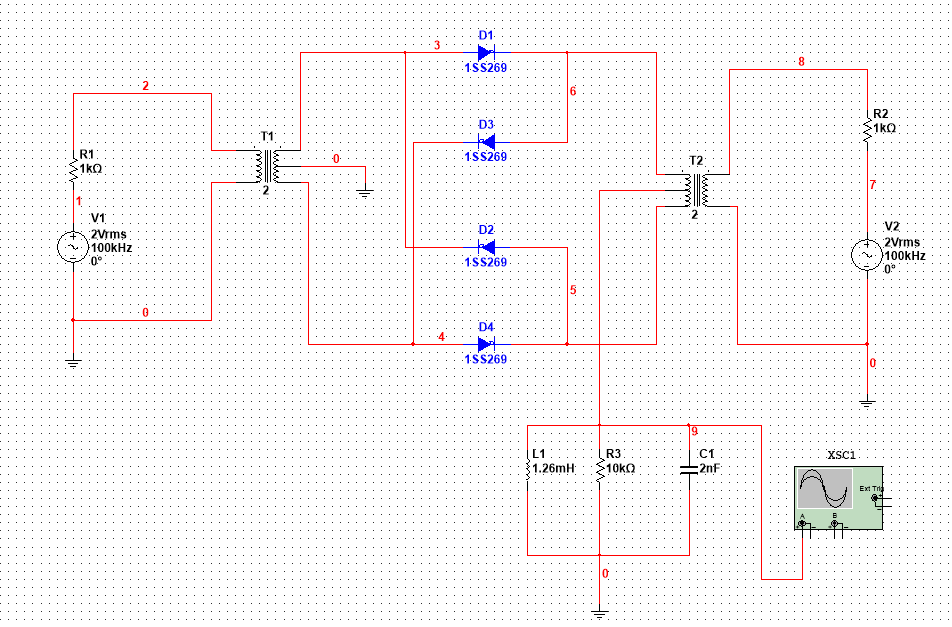 2
R1
1kΩ
1
V1
2Vrms
100kHz
0°
0
T1
2
0
3
D1
1SS269
6
D3
1SS269
D2
1SS269
5
4
D4
1SS269
T2
2
8
R2
1kΩ
7
V2
2Vrms
100kHz
0°
0
9
L1
1.26mH
R3
10kΩ
C1
2nF
0
XSC1
Ext Trig
+
_
A
B
+ _
+ _